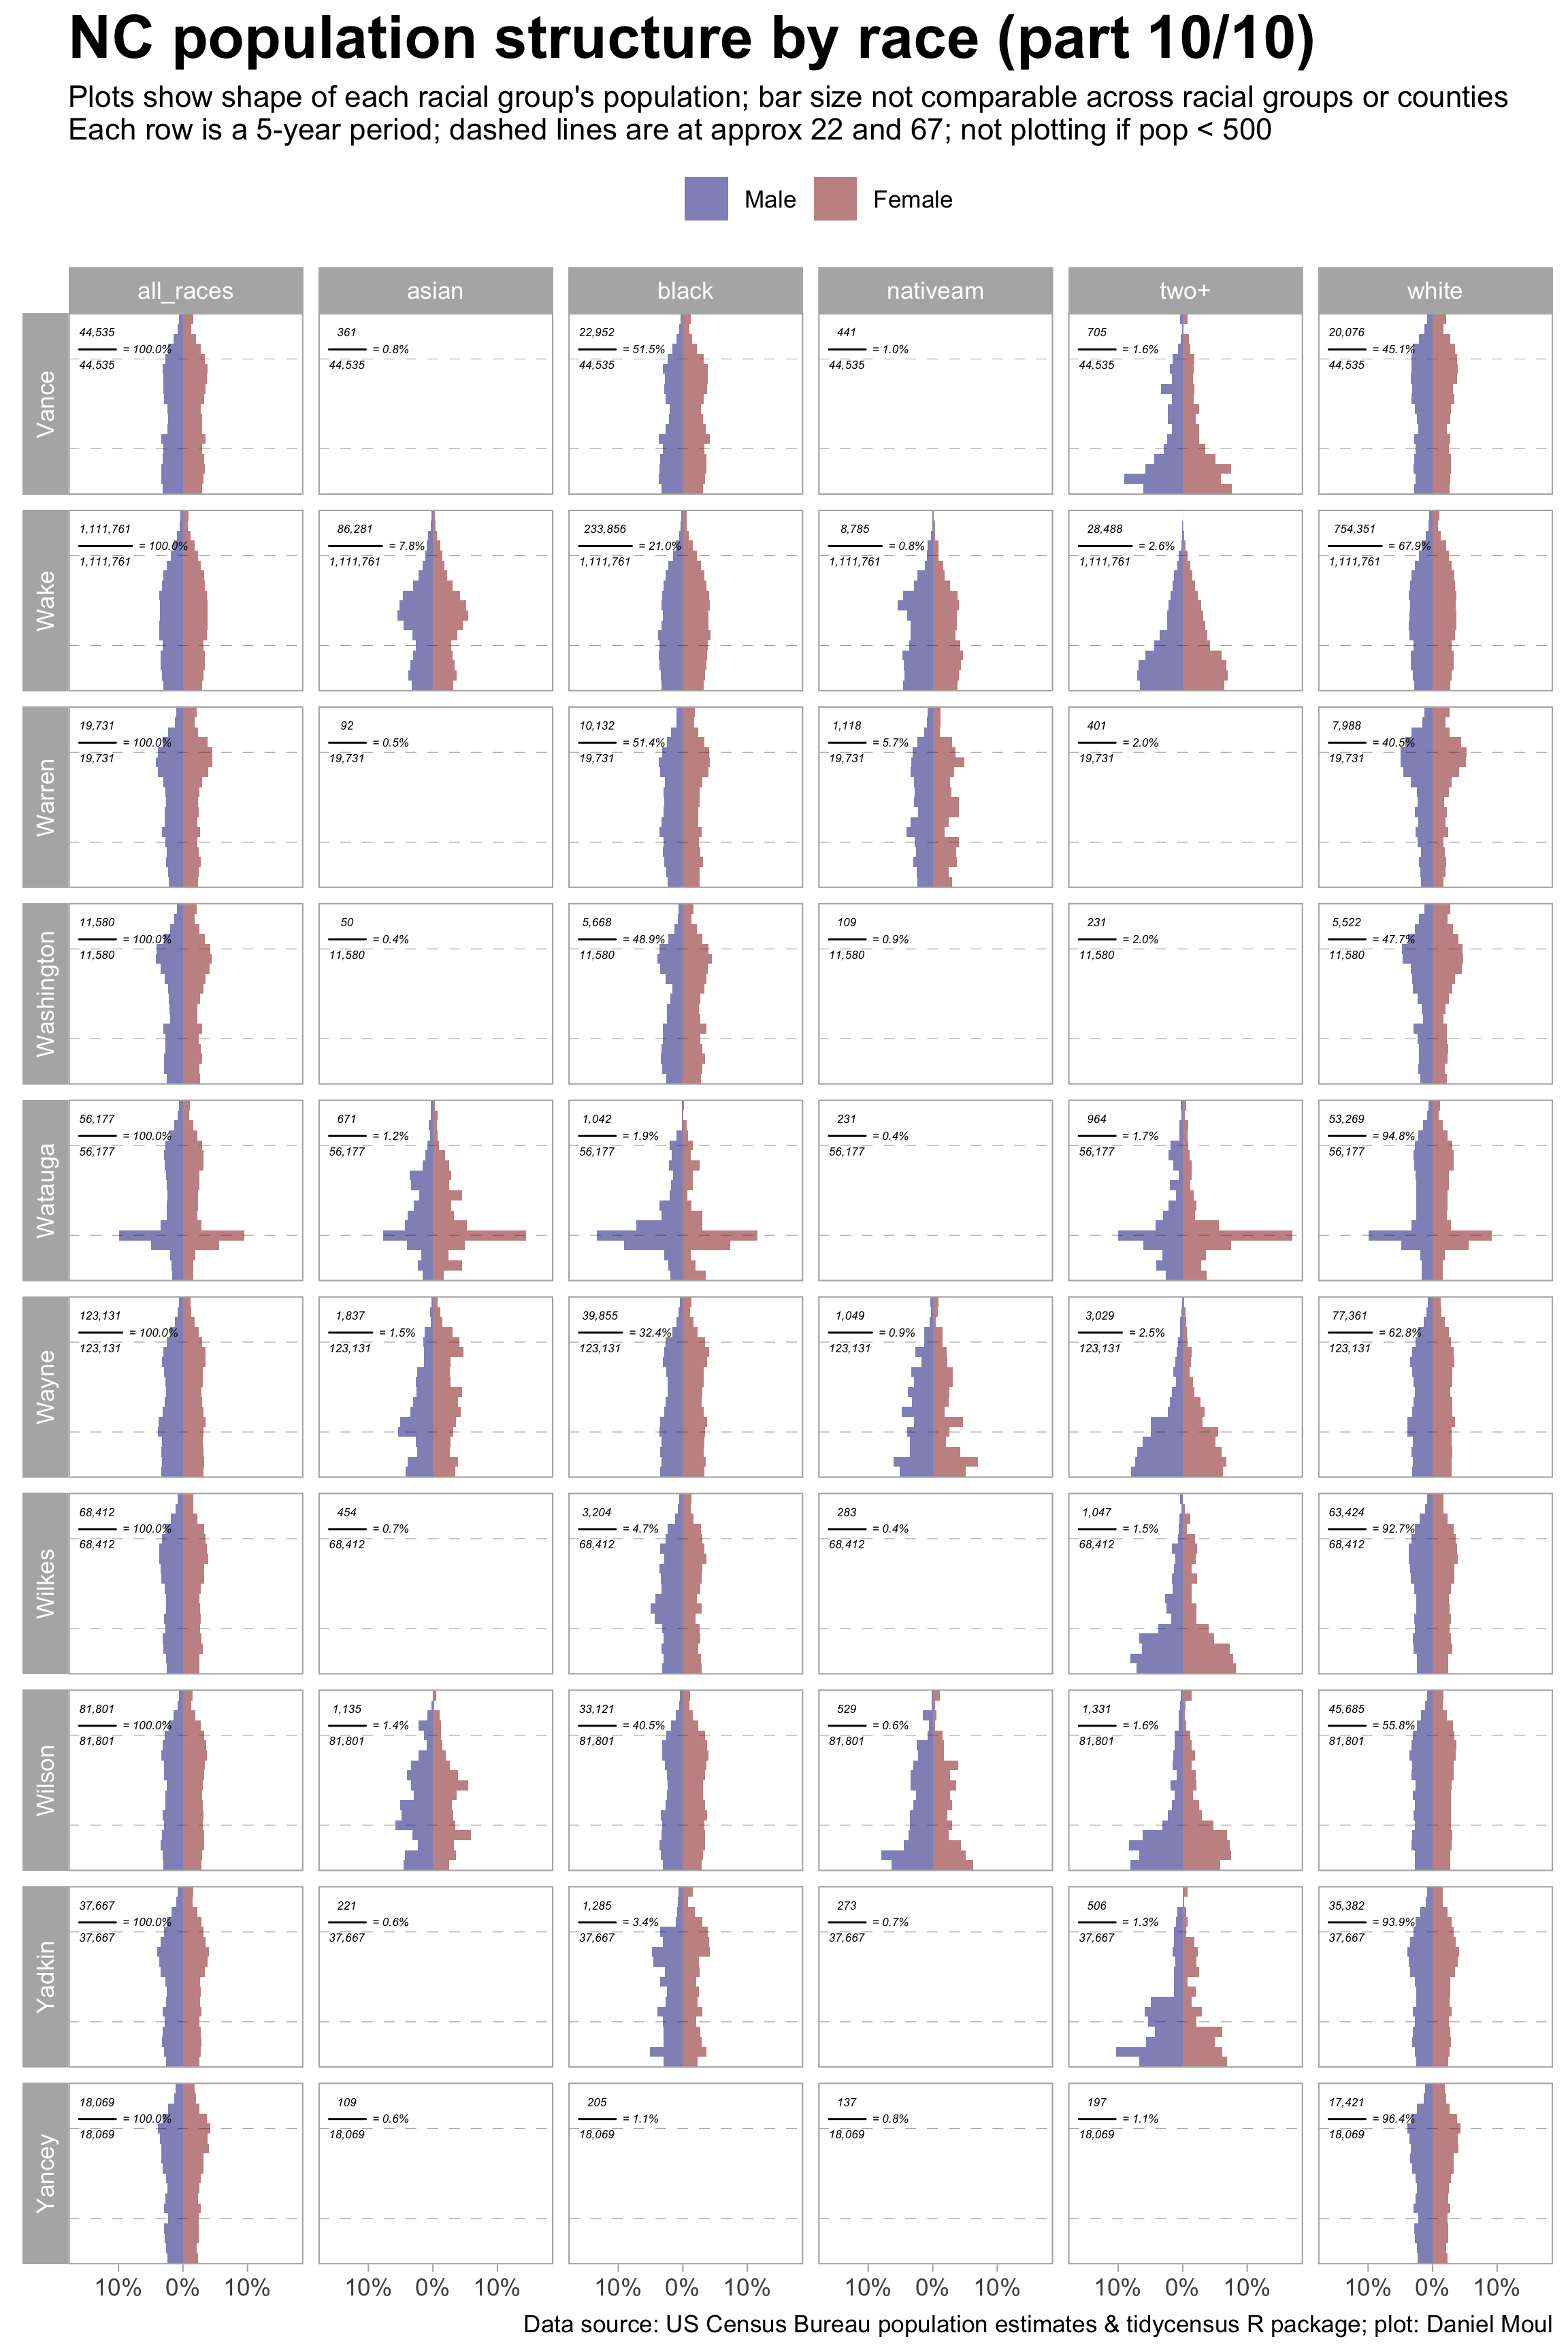 NC population structure by race (part 10/10)
Plots show shape of each racial group's population; bar size not comparable across racial groups or counties
Each row is a 5-year period; dashed lines are at approx 22 and 67; not plotting if pop < 500
Male Female
all_races asian black nativeam two+ white
Vance
44,535 361 22,952 441 705 20,076
= 100.0% = 0.8% = 51.5% = 1.0% = 1.6% = 45.1%
44,535 44,535 44,535 44,535 44,535 44,535
Wake
1,111,761 86,281 233,856 8,785 28,488 754,351
= 100.0% = 7.8% = 21.0% = 0.8% = 2.6% = 67.9%
1,111,761 1,111,761 1,111,761 1,111,761 1,111,761 1,111,761
Warren
19,731 92 10,132 1,118 401 7,988
= 100.0% = 0.5% = 51.4% = 5.7% = 2.0% = 40.5%
19,731 19,731 19,731 19,731 19,731 19,731
Washington
11,580 50 5,668 109 231 5,522
= 100.0% = 0.4% = 48.9% = 0.9% = 2.0% = 47.7%
11,580 11,580 11,580 11,580 11,580 11,580
Watauga
56,177 671 1,042 231 964 53,269
= 100.0% = 1.2% = 1.9% = 0.4% = 1.7% = 94.8%
56,177 56,177 56,177 56,177 56,177 56,177
Wayne
123,131 1,837 39,855 1,049 3,029 77,361
= 100.0% = 1.5% = 32.4% = 0.9% = 2.5% = 62.8%
123,131 123,131 123,131 123,131 123,131 123,131
Wilkes
68,412 454 3,204 283 1,047 63,424
= 100.0% = 0.7% = 4.7% = 0.4% = 1.5% = 92.7%
68,412 68,412 68,412 68,412 68,412 68,412
Wilson
81,801 1,135 33,121 529 1,331 45,685
= 100.0% = 1.4% = 40.5% = 0.6% = 1.6% = 55.8%
81,801 81,801 81,801 81,801 81,801 81,801
Yadkin
37,667 221 1,285 273 506 35,382
= 100.0% = 0.6% = 3.4% = 0.7% = 1.3% = 93.9%
37,667 37,667 37,667 37,667 37,667 37,667
Yancey
18,069 109 205 137 197 17,421
= 100.0% = 0.6% = 1.1% = 0.8% = 1.1% = 96.4%
18,069 18,069 18,069 18,069 18,069 18,069
10% 0% 10% 10% 0% 10% 10% 0% 10% 10% 0% 10% 10% 0% 10% 10% 0% 10%
Data source: US Census Bureau population estimates & tidycensus R package; plot: Daniel Moul